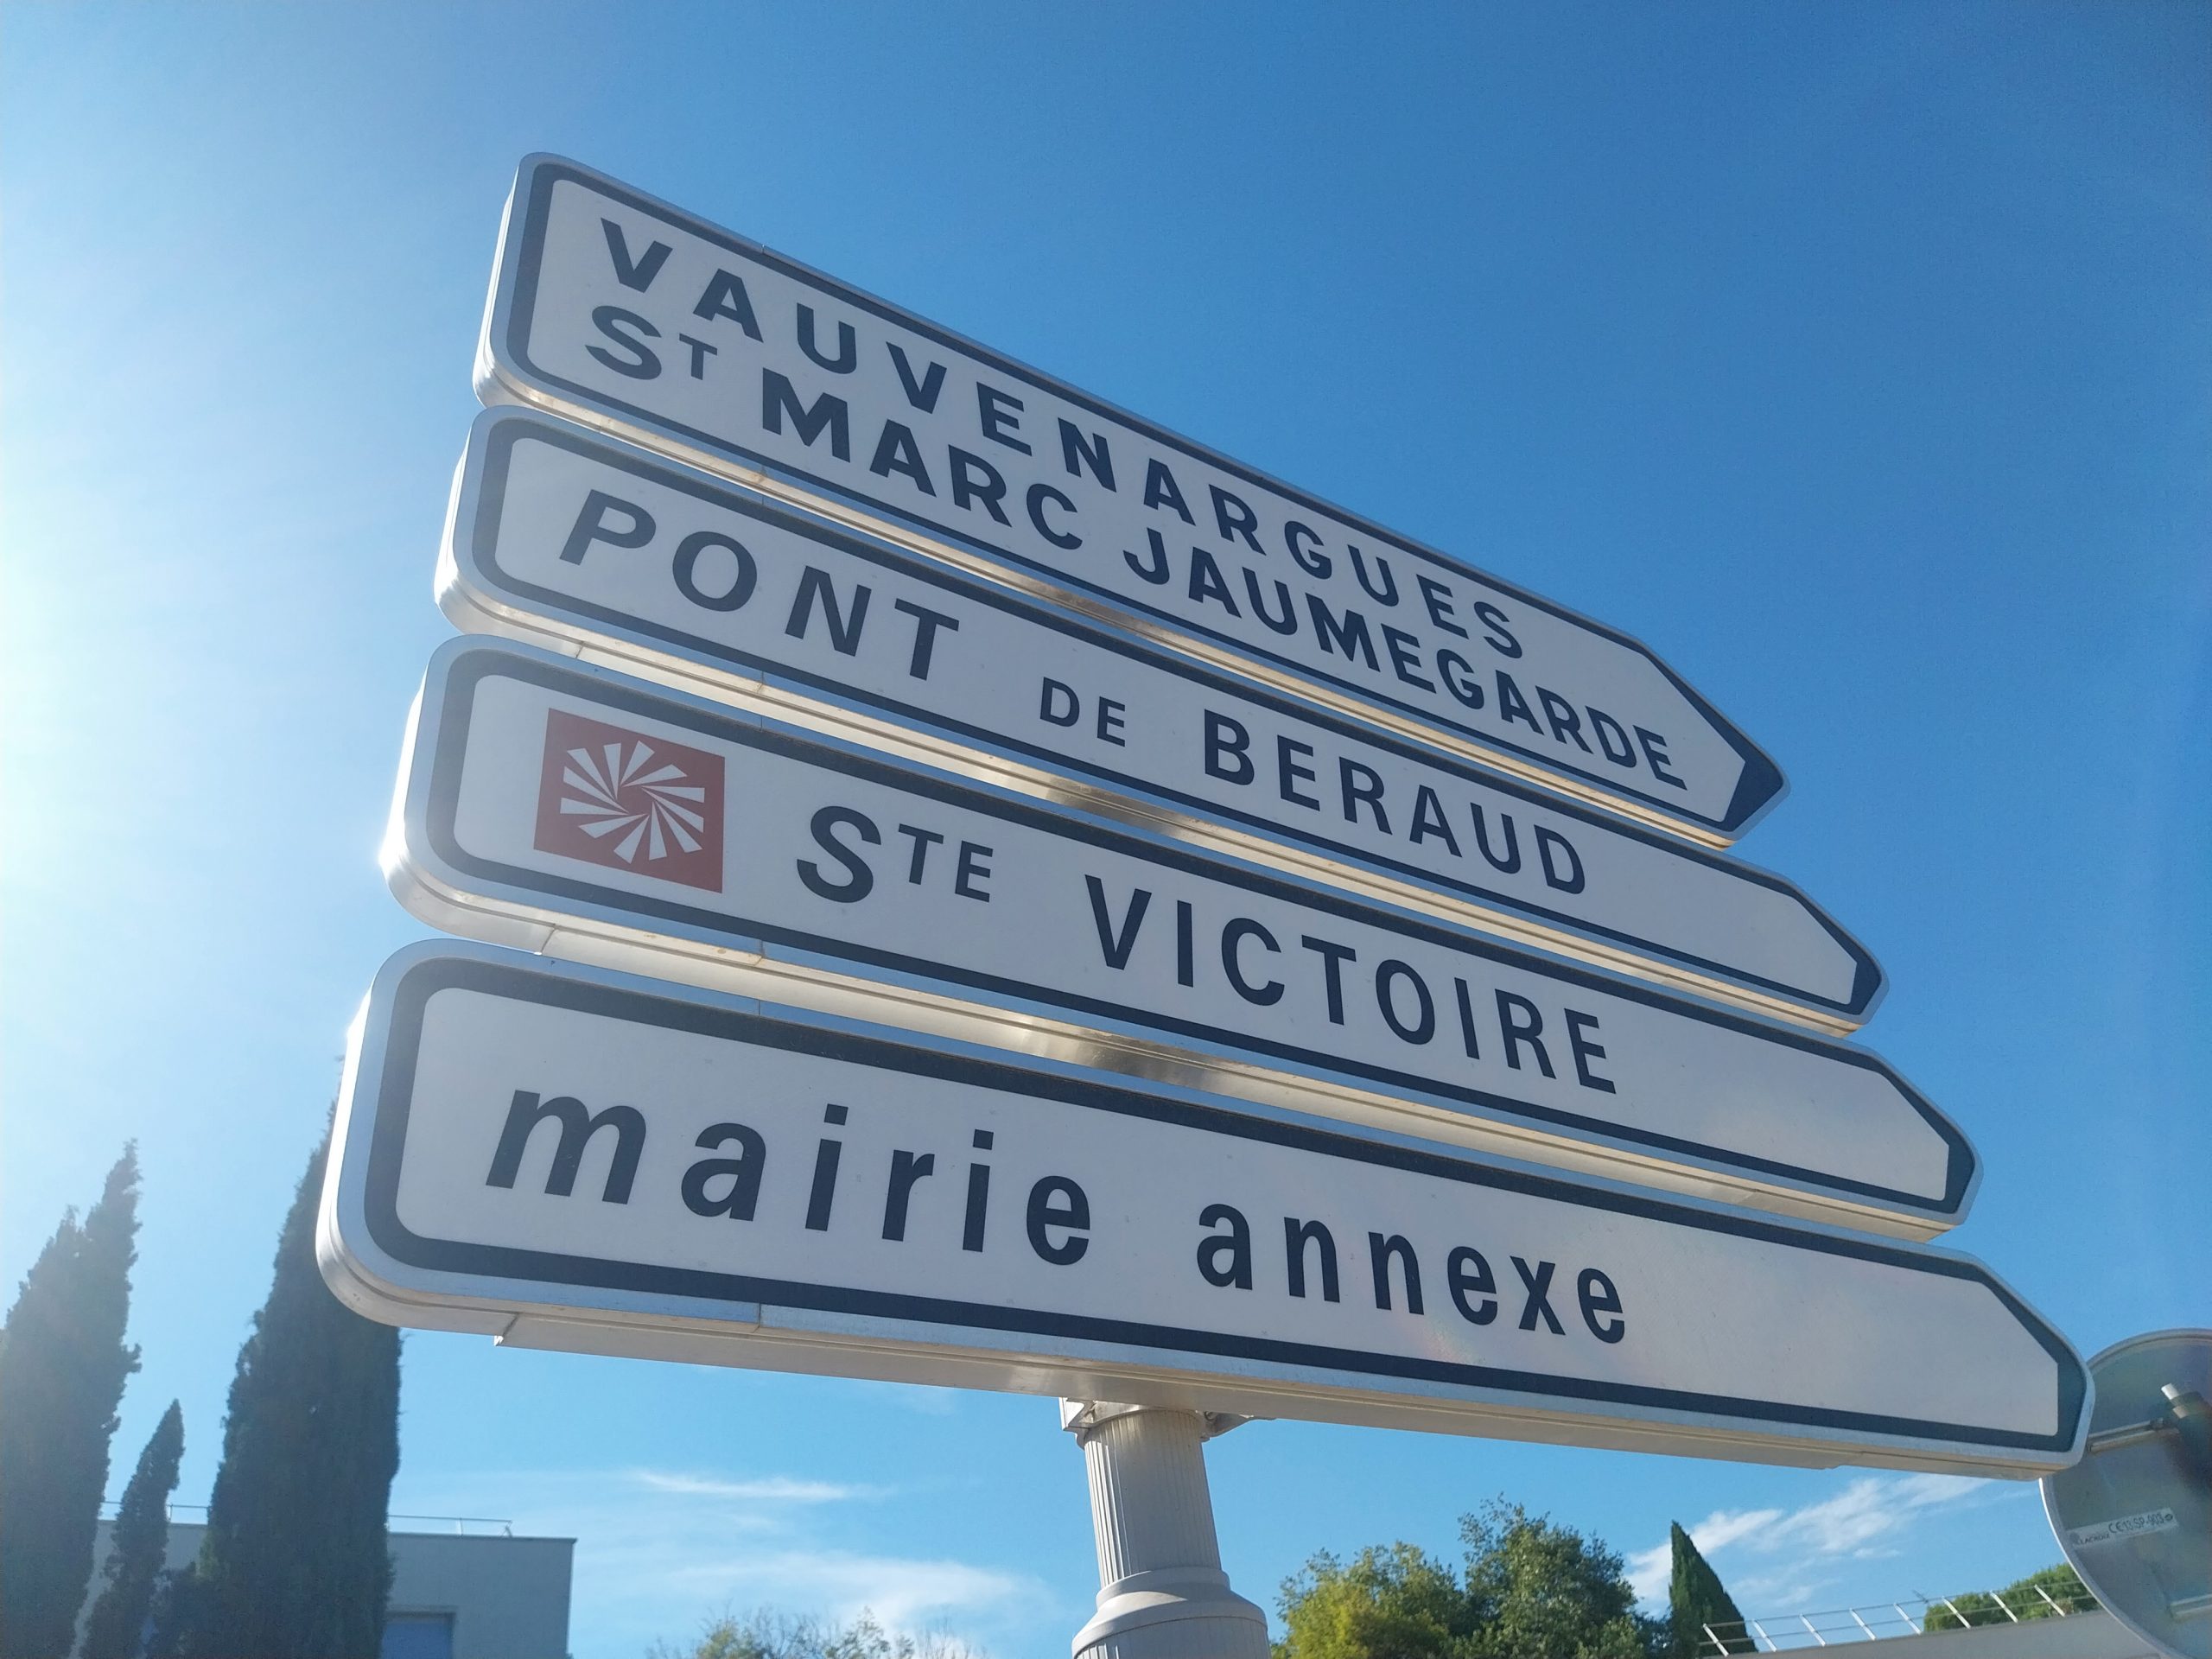 VAUVENARGUES
ST MARC JAUMEGARDE
PONT DE BERAUD
STE VICTOIRE
mairie annexe